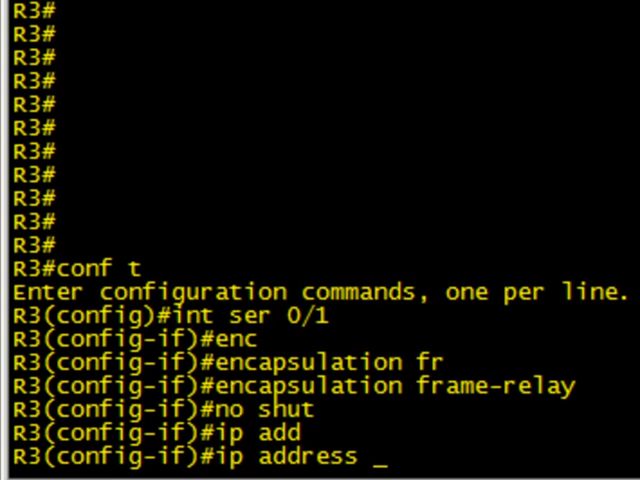 R3#
R3#
R3#
R3#
R3#
R3#
R3#
R3#
R3#
R3#
R3#
R3#conf t
Enter configuration commands, one per line.
R3(config)#int ser 0/1
R3(config-if)#enc
R3(config-if)#encapsulation fr
R3(config-if)#encapsulation frame-relay
R3(config-if)#no shut
R3(config-if)#ip add
R3(config-if)#ip address _